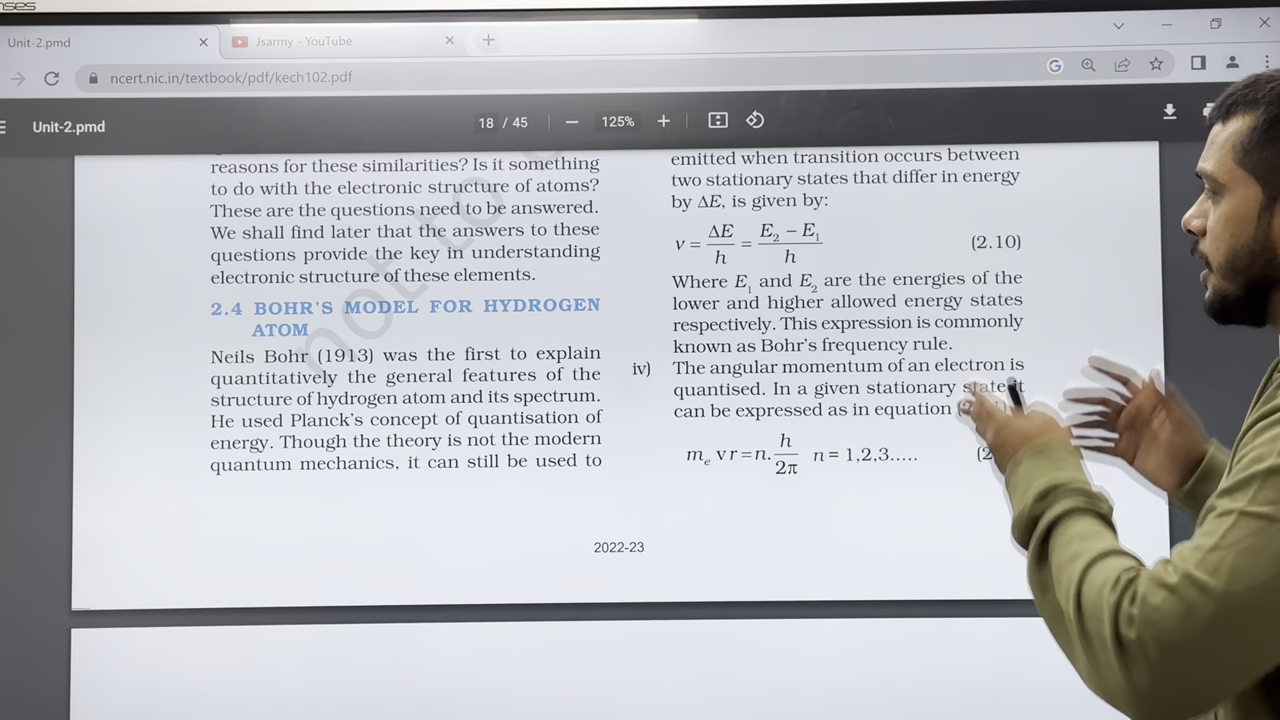 Unit-2.pmd
Jsarmy - YouTube
ncert.nic.in/textbook/pdf/kech102.pdf
Unit-2.pmd
18 / 45
125%
reasons for these similarities? Is it something
to do with the electronic structure of atoms?
These are the questions need to be answered.
We shall find later that the answers to these
questions provide the key in understanding
electronic structure of these elements.
2.4 BOHR'S MODEL FOR HYDROGEN
ATOM
Neils Bohr (1913) was the first to explain
quantitatively the general features of the
structure of hydrogen atom and its spectrum.
He used Planck's concept of quantisation of
energy. Though the theory is not the modern
quantum mechanics, it can still be used to
emitted when transition occurs between
two stationary states that differ in energy
by ΔE, is given by:
ν = ΔE/h = E₂ − E₁/h (2.10)
Where E₁ and E₂ are the energies of the
lower and higher allowed energy states
respectively. This expression is commonly
known as Bohr's frequency rule.
iv) The angular momentum of an electron is
quantised. In a given stationary state it
can be expressed as in equation
mₑ v r = n. h/2π n = 1,2,3.....
2022-23
not to